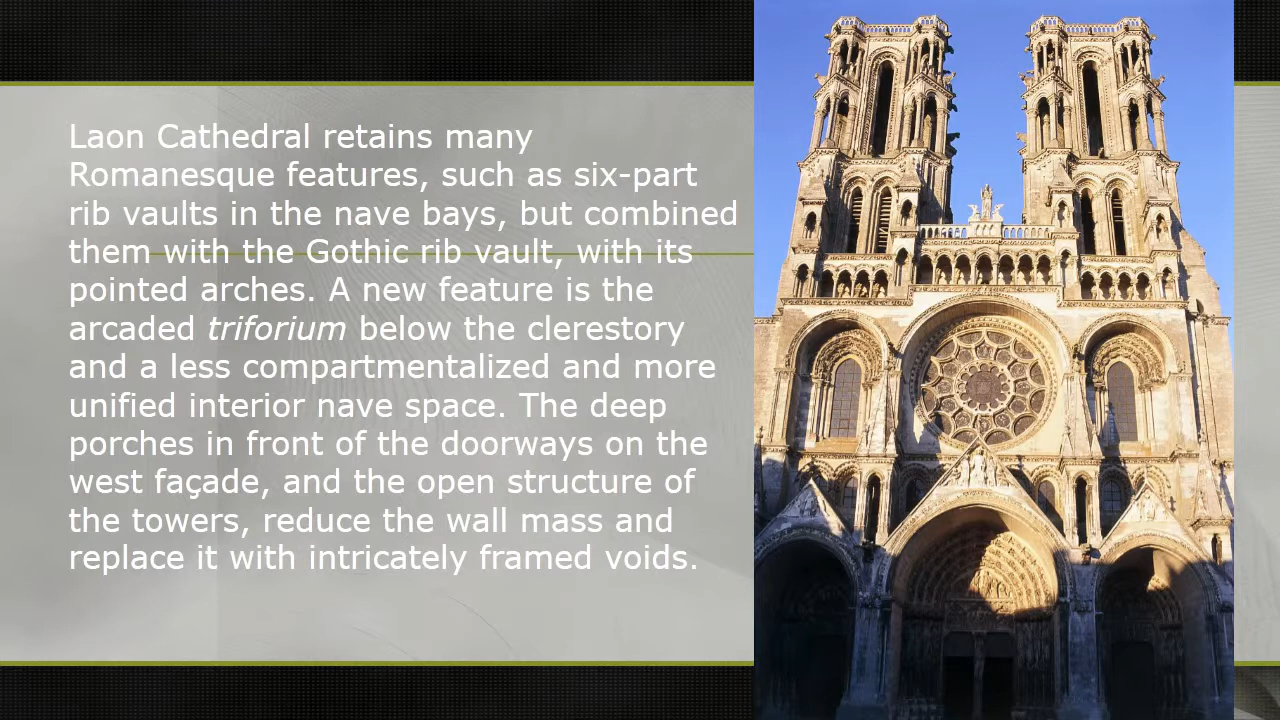 Laon Cathedral retains many
Romanesque features, such as six-part
rib vaults in the nave bays, but combined
them with the Gothic rib vault, with its
pointed arches. A new feature is the
arcaded triforium below the clerestory
and a less compartmentalized and more
unified interior nave space. The deep
porches in front of the doorways on the
west façade, and the open structure of
the towers, reduce the wall mass and
replace it with intricately framed voids.